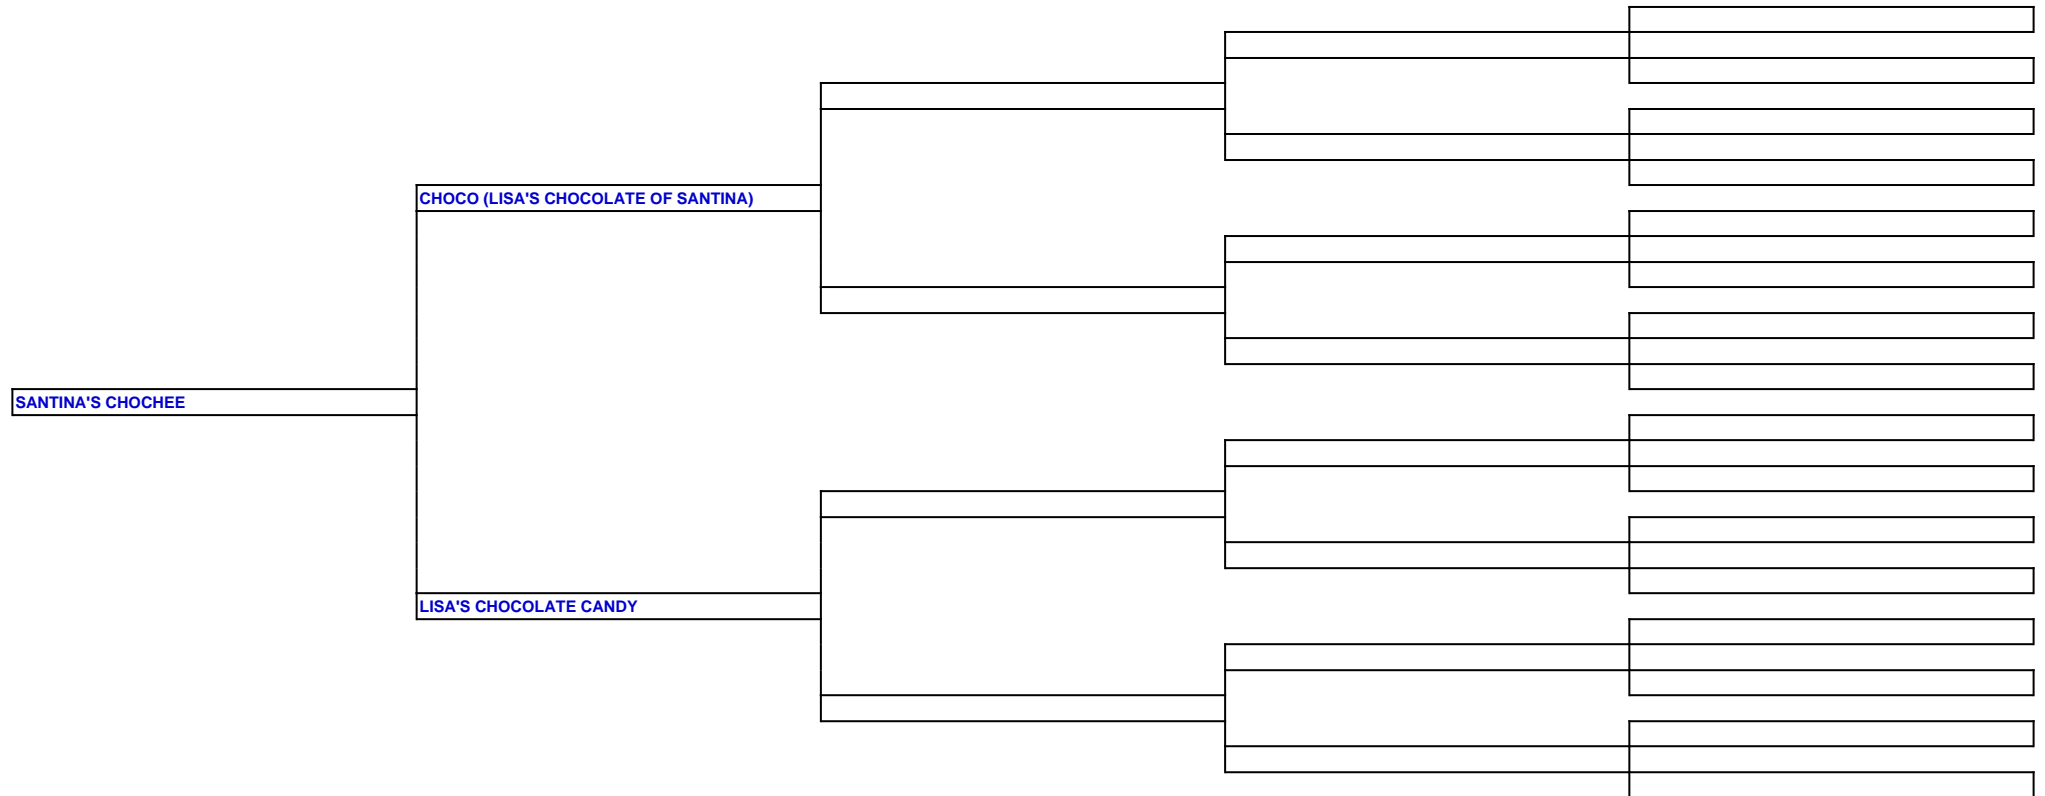 CHOCO (LISA'S CHOCOLATE OF SANTINA)
SANTINA'S CHOCHEE
LISA'S CHOCOLATE CANDY